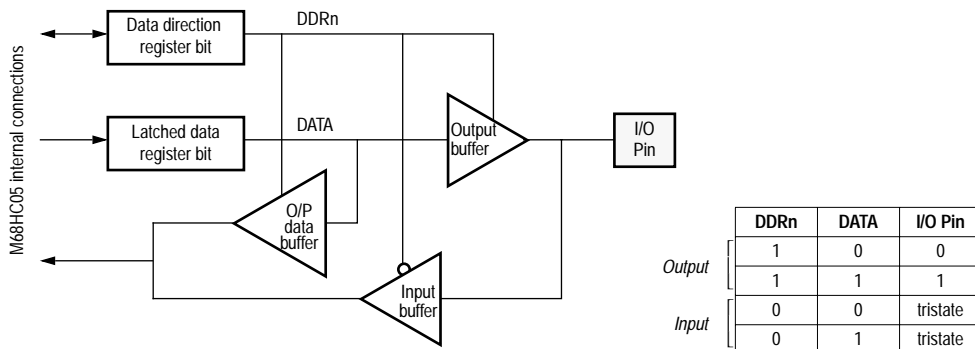 M68HC05 internal connections
Data direction
register bit
DDRn
Latched data
register bit
DATA
Output
buffer
I/O
Pin
O/P
data
buffer
Input
buffer
DDRn DATA I/O Pin
Output
1 0 0
1 1 1
Input
0 0 tristate
0 1 tristate